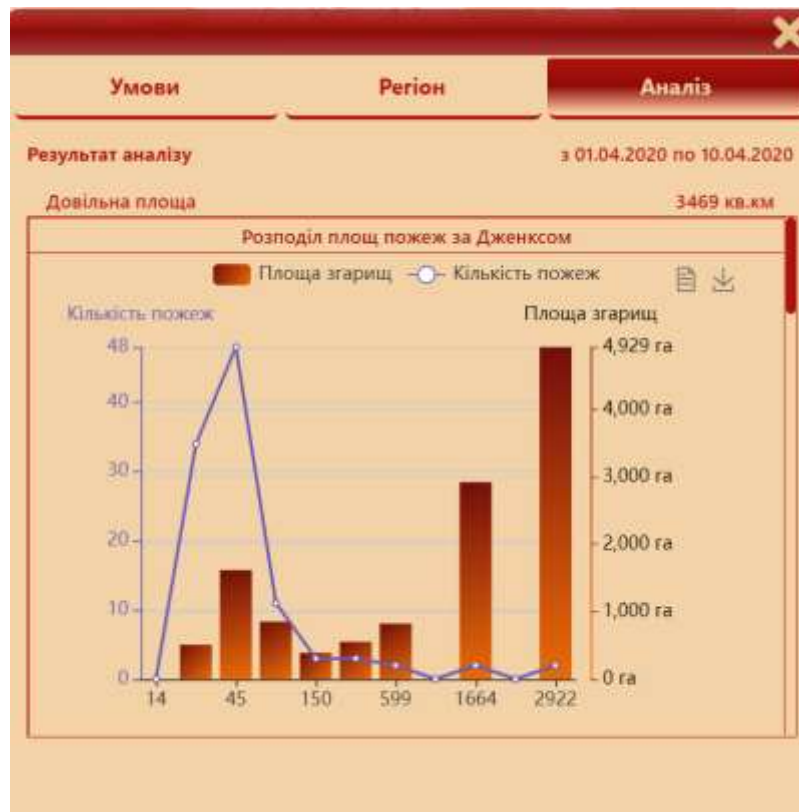 Умови Регіон Аналіз
Результат аналізу з 01.04.2020 по 10.04.2020
Довільна площа 3469 кв.км
Розподіл площ пожеж за Дженксом
Площа згарищ Кількість пожеж
Кількість пожеж Площа згарищ
48 4,929 га
40 4,000 га
30 3,000 га
20 2,000 га
10 1,000 га
0 0 га
14 45 150 599 1664 2922